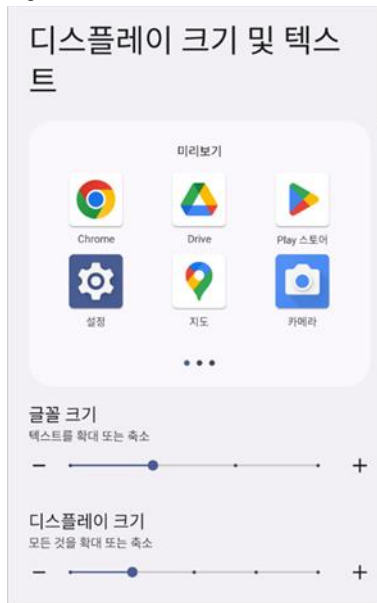 디스플레이 크기 및 텍스
트
미리보기
Chrome
Drive
Play 스토어
설정
지도
카메라
글꼴 크기
텍스트를 확대 또는 축소
디스플레이 크기
모든 것을 확대 또는 축소